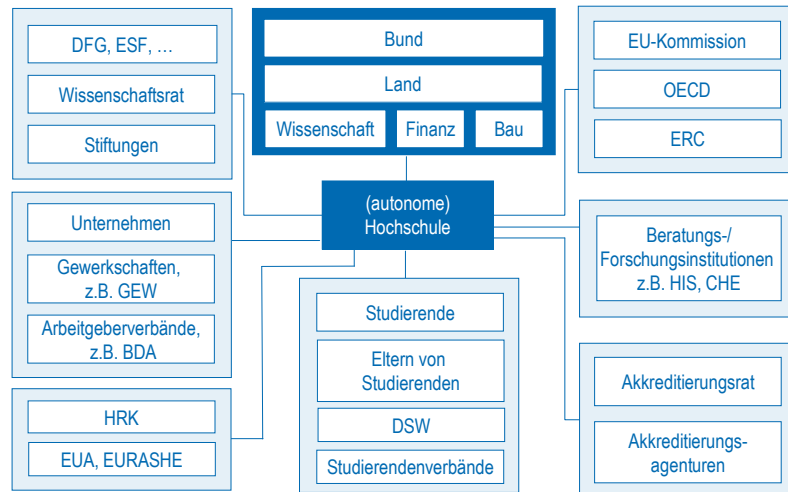 DFG, ESF, …
Wissenschaftsrat
Stiftungen
Bund
Land
Wissenschaft
Finanz
Bau
EU-Kommission
OECD
ERC
(autonome)
Hochschule
Unternehmen
Gewerkschaften,
z.B. GEW
Arbeitgeberverbände,
z.B. BDA
Beratungs-/
Forschungsinstitutionen
z.B. HIS, CHE
Studierende
Eltern von
Studierenden
DSW
Studierendenverbände
HRK
EUA, EURASHE
Akkreditierungsrat
Akkreditierungs-
agenturen